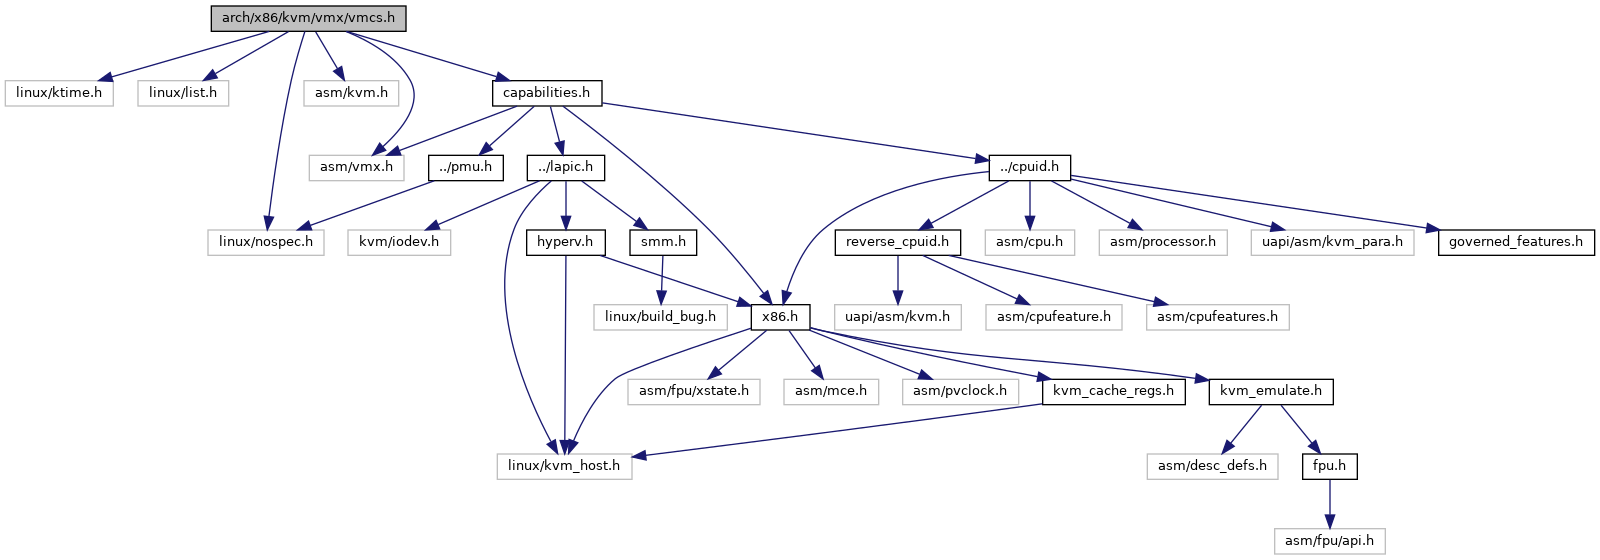 arch/x86/kvm/vmx/vmcs.h
linux/ktime.h
linux/list.h
asm/kvm.h
capabilities.h
asm/vmx.h
../pmu.h
../lapic.h
../cpuid.h
linux/nospec.h
kvm/iodev.h
hyperv.h
smm.h
reverse_cpuid.h
asm/cpu.h
asm/processor.h
uapi/asm/kvm_para.h
governed_features.h
linux/build_bug.h
x86.h
uapi/asm/kvm.h
asm/cpufeature.h
asm/cpufeatures.h
asm/fpu/xstate.h
asm/mce.h
asm/pvclock.h
kvm_cache_regs.h
kvm_emulate.h
linux/kvm_host.h
asm/desc_defs.h
fpu.h
asm/fpu/api.h